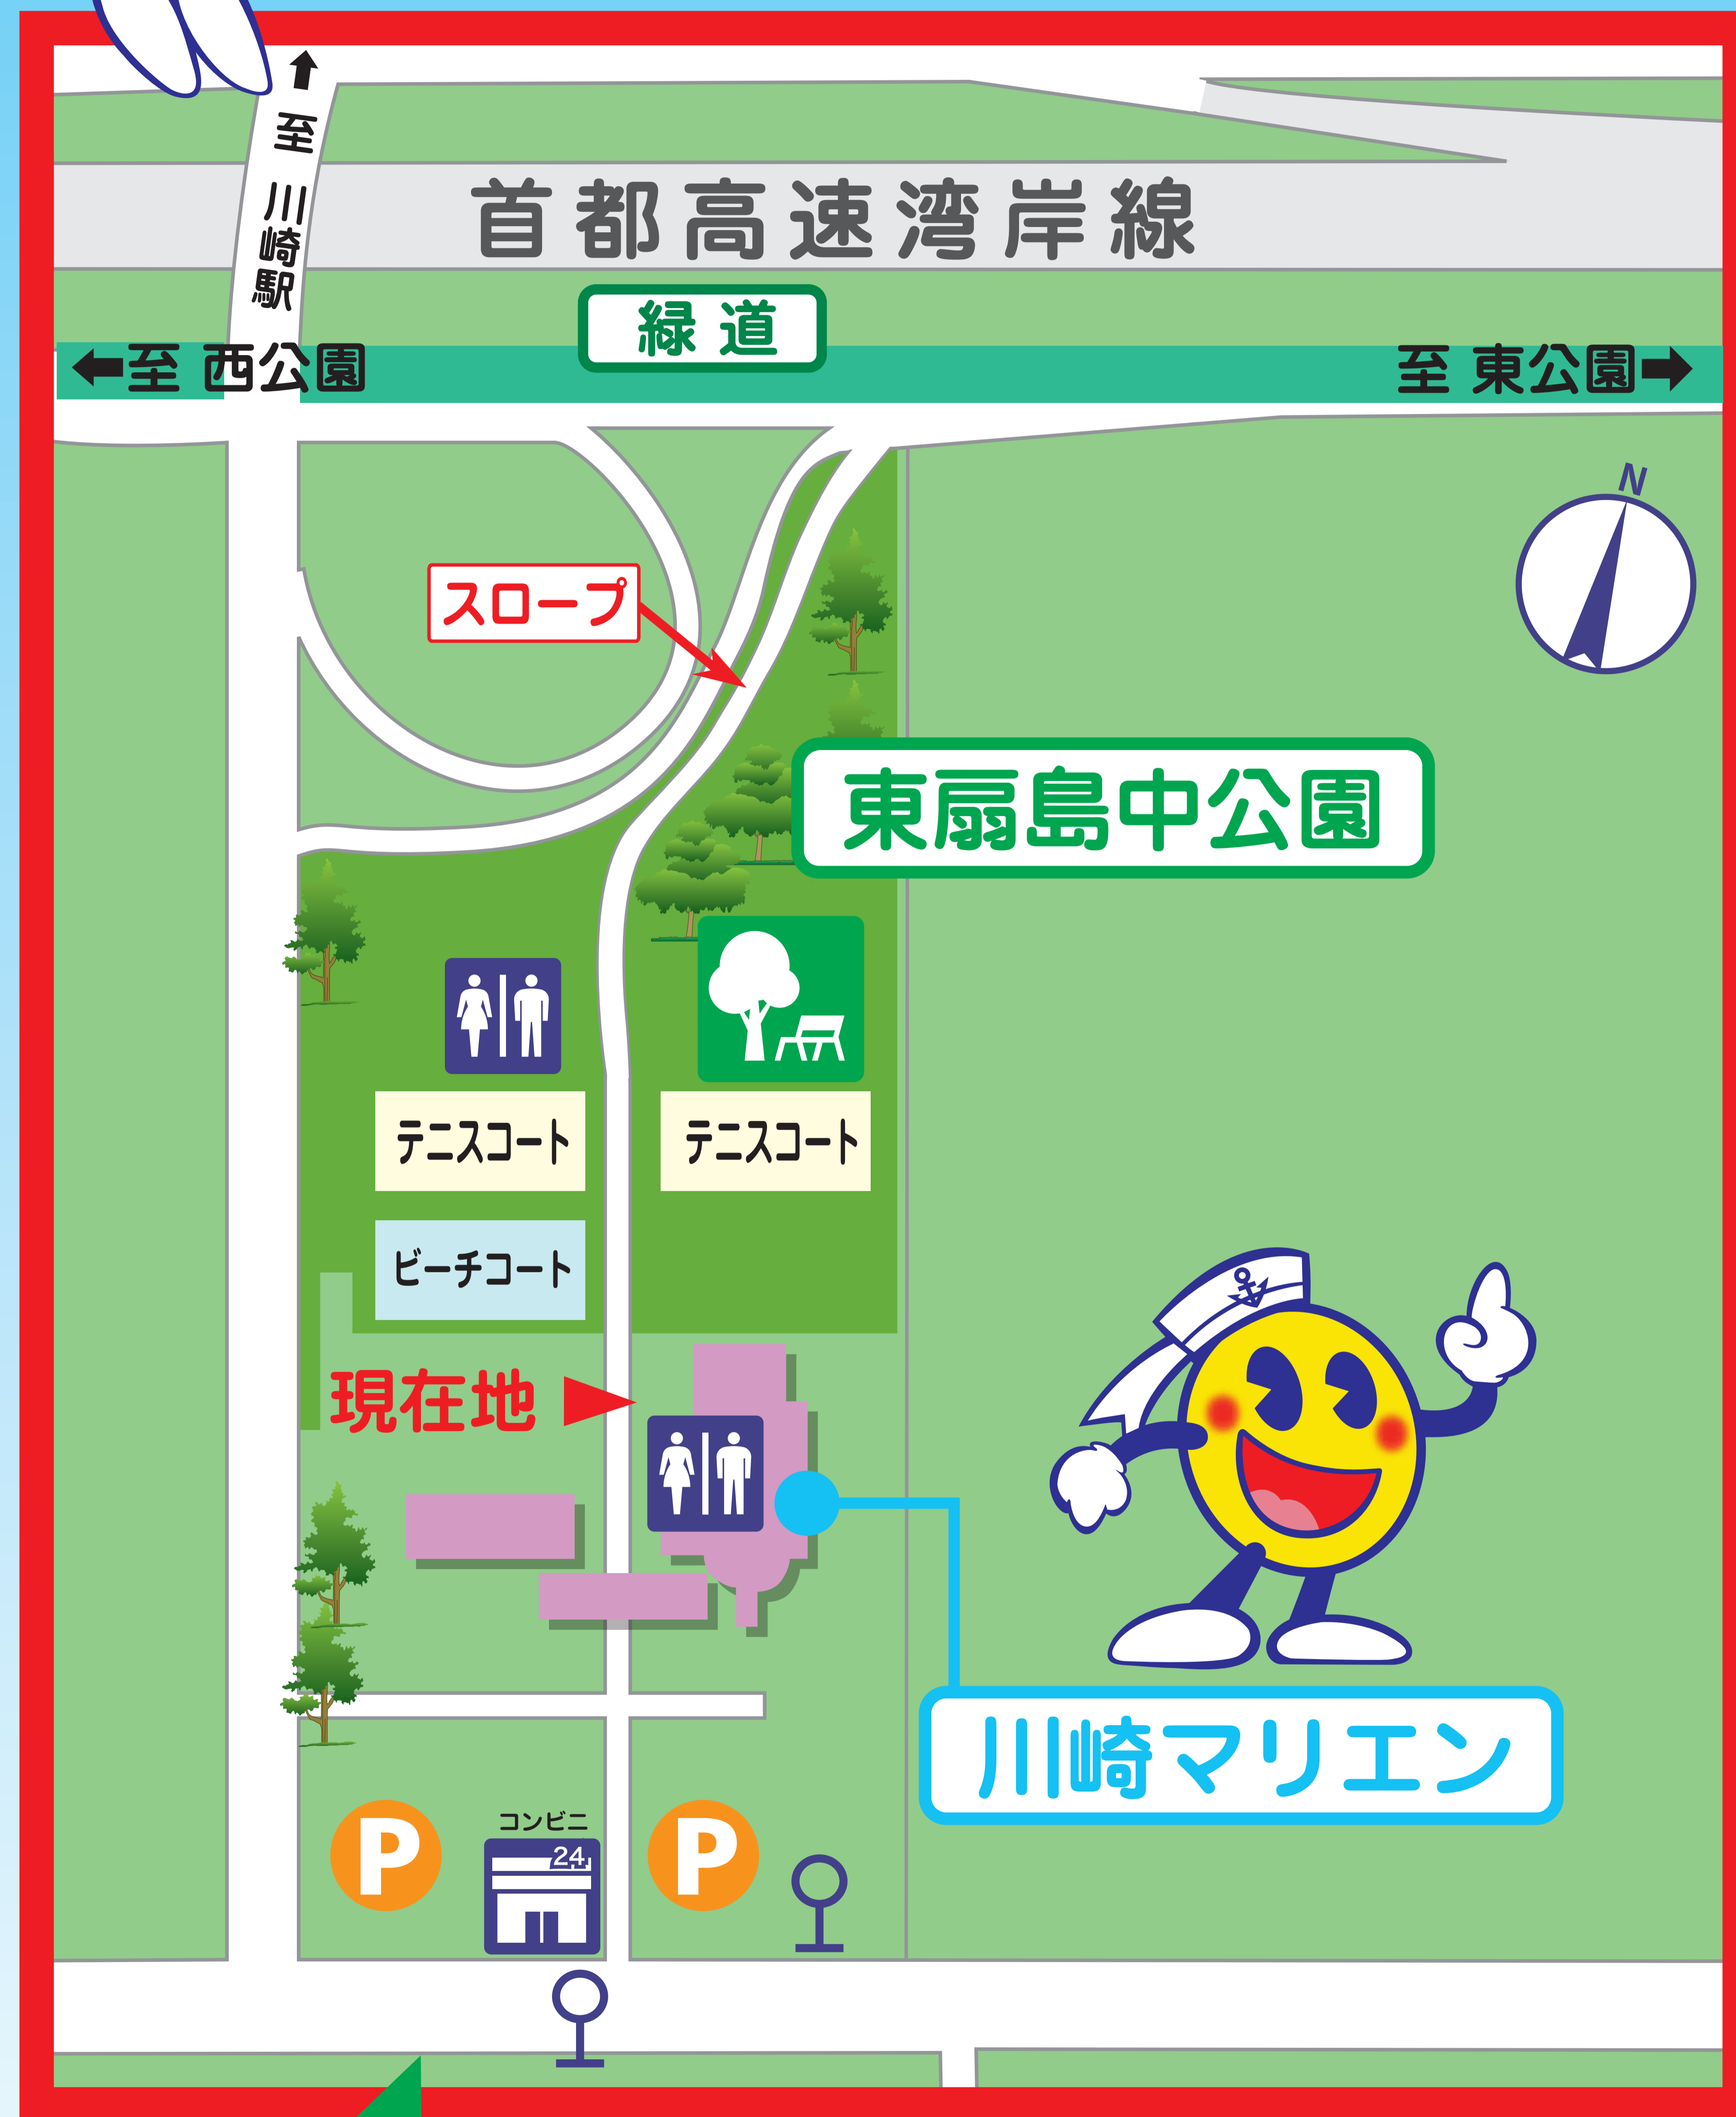 至 川崎駅
首都高速湾岸線
緑道
至 西公園
至 東公園
N
スロープ
東扇島中公園
テニスコート
テニスコート
ビーチコート
現在地
川崎マリエン
P
コンビニ
24
P